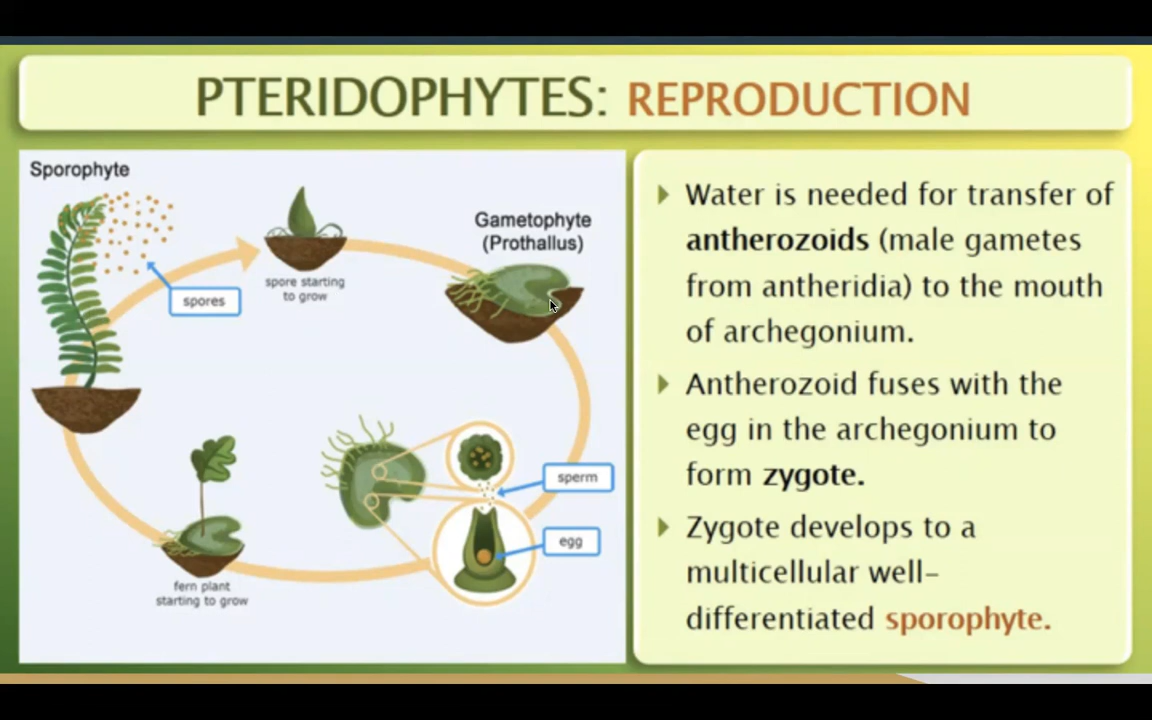 PTERIDOPHYTES: REPRODUCTION
Sporophyte
spores
spore starting
to grow
Gametophyte
(Prothallus)
sperm
egg
fern plant
starting to grow
Water is needed for transfer of
antherozoids (male gametes
from antheridia) to the mouth
of archegonium.
Antherozoid fuses with the
egg in the archegonium to
form zygote.
Zygote develops to a
multicellular well-
differentiated sporophyte.